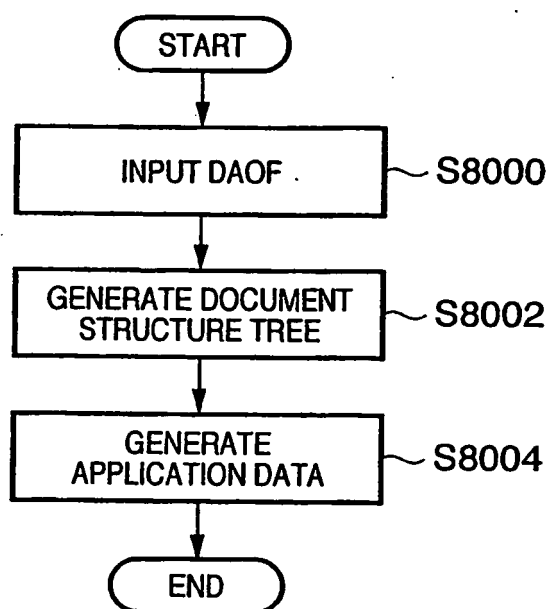 START
INPUT DAOF
S8000
GENERATE DOCUMENT
STRUCTURE TREE
S8002
GENERATE
APPLICATION DATA
S8004
END